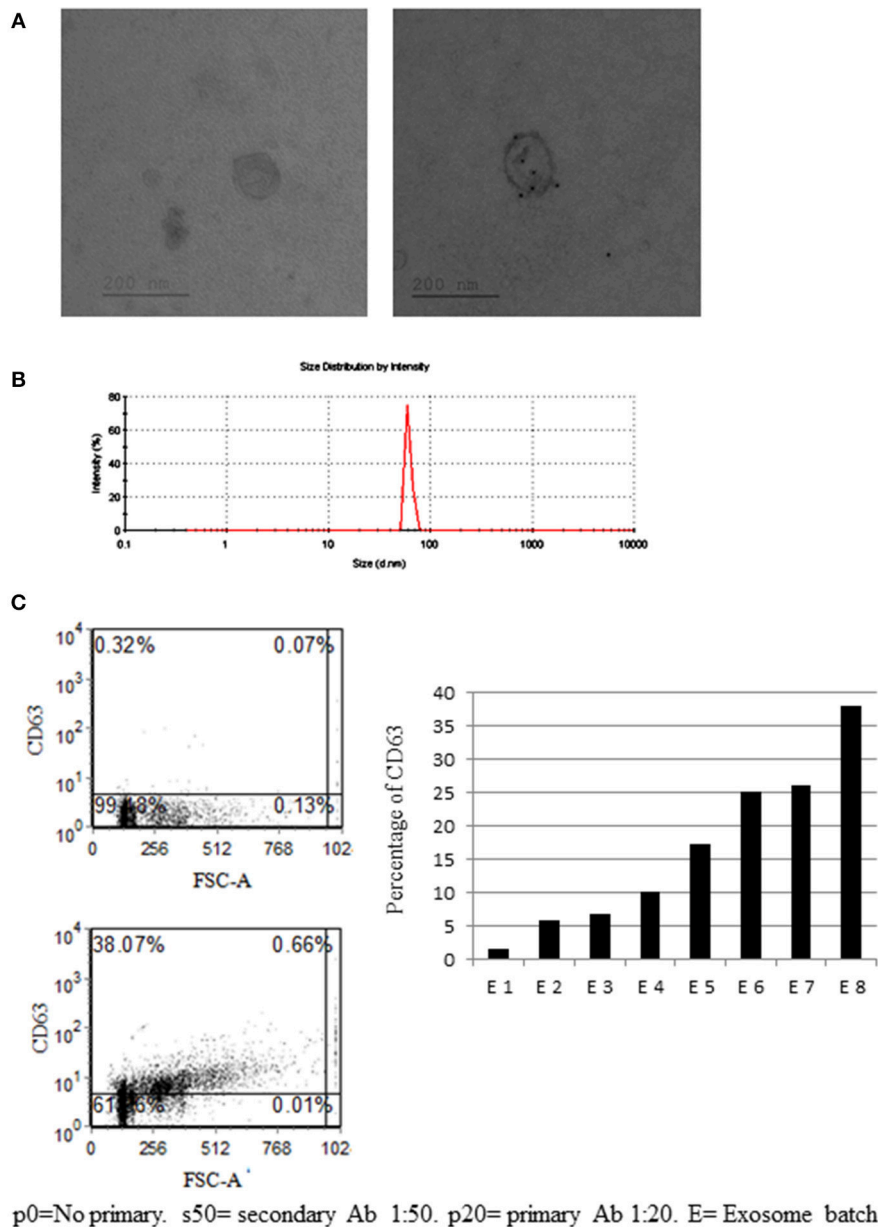 A
200 nm
200 nm
B
Size Distribution by Intensity
Intensity (%)
80
60
40
20
0
0.1 1 10 100 1000 10000
Size (d.nm)
C
CD63
10^4
10^3
10^2
10^1
10^0
0.32% 0.07%
0.13%
0 256 512 768 102
FSC-A
CD63
10^4
10^3
10^2
10^1
10^0
38.07% 0.66%
0.01%
0 256 512 768 102
FSC-A
Percentage of CD63
40
35
30
25
20
15
10
5
0
E 1 E 2 E 3 E 4 E 5 E 6 E 7 E 8
p0=No primary. s50= secondary Ab 1:50. p20= primary Ab 1:20. E= Exosome batch